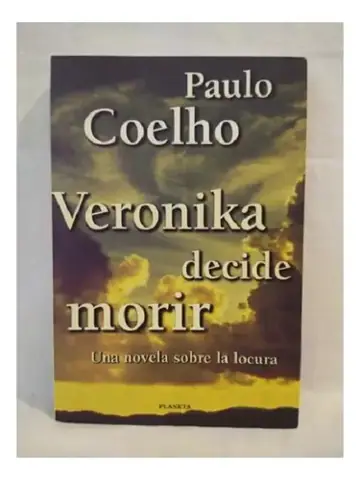 Paulo
Coelho
Veronika
decide
morir
Una novela sobre la locura
PLANETA